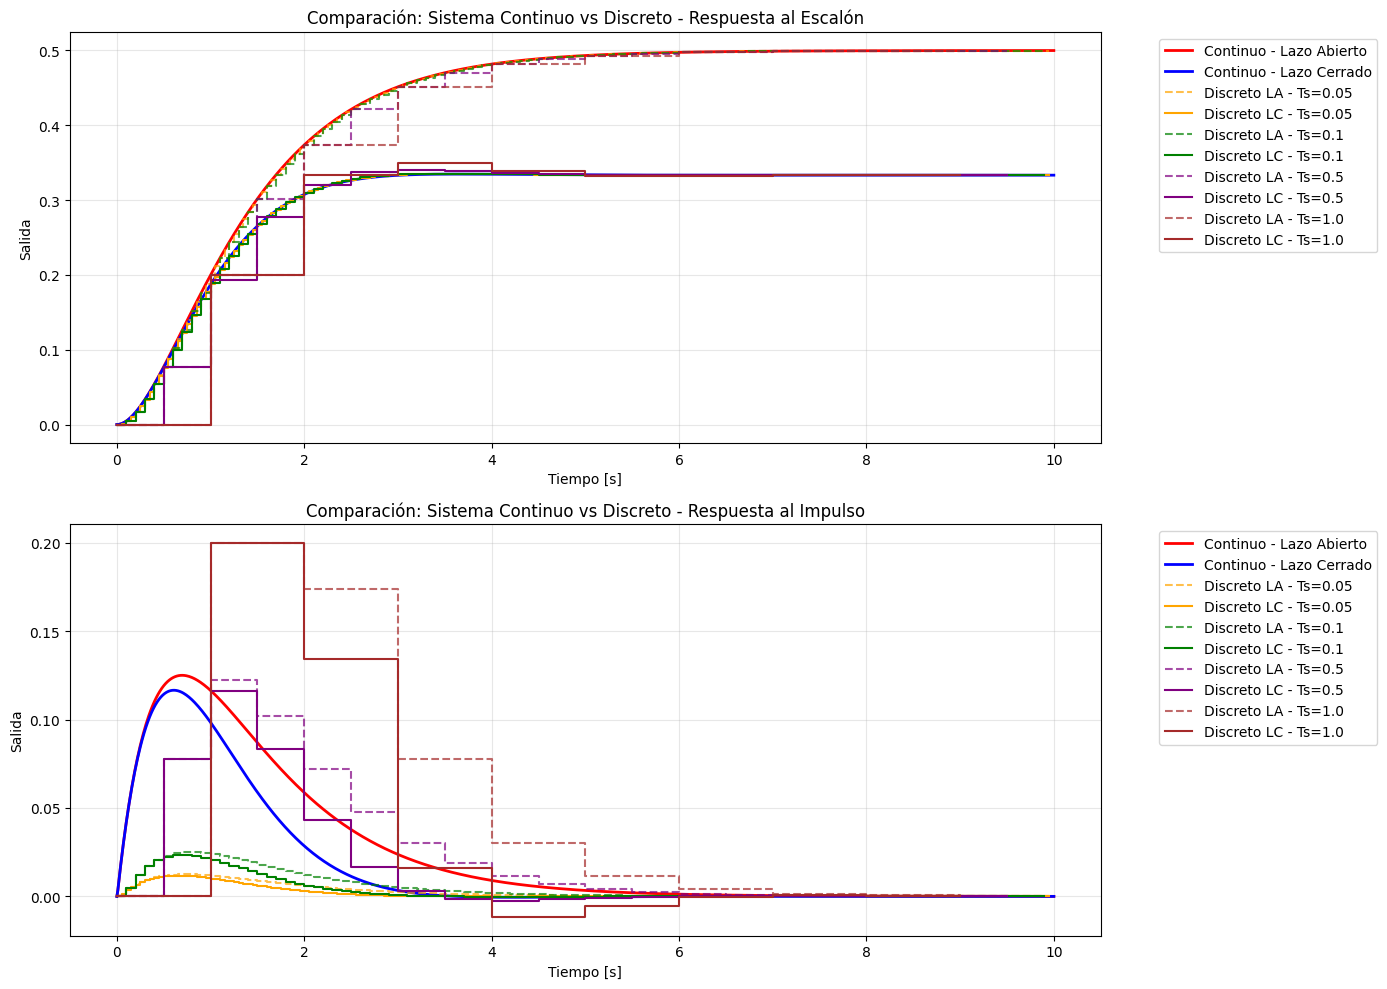 Comparación: Sistema Continuo vs Discreto - Respuesta al Escalón
Salida
0.5
0.4
0.3
0.2
0.1
0.0
0 2 4 6 8 10
Tiempo [s]
Continuo - Lazo Abierto
Continuo - Lazo Cerrado
Discreto LA - Ts=0.05
Discreto LC - Ts=0.05
Discreto LA - Ts=0.1
Discreto LC - Ts=0.1
Discreto LA - Ts=0.5
Discreto LC - Ts=0.5
Discreto LA - Ts=1.0
Discreto LC - Ts=1.0
Comparación: Sistema Continuo vs Discreto - Respuesta al Impulso
Salida
0.20
0.15
0.10
0.05
0.00
0 2 4 6 8 10
Tiempo [s]
Continuo - Lazo Abierto
Continuo - Lazo Cerrado
Discreto LA - Ts=0.05
Discreto LC - Ts=0.05
Discreto LA - Ts=0.1
Discreto LC - Ts=0.1
Discreto LA - Ts=0.5
Discreto LC - Ts=0.5
Discreto LA - Ts=1.0
Discreto LC - Ts=1.0